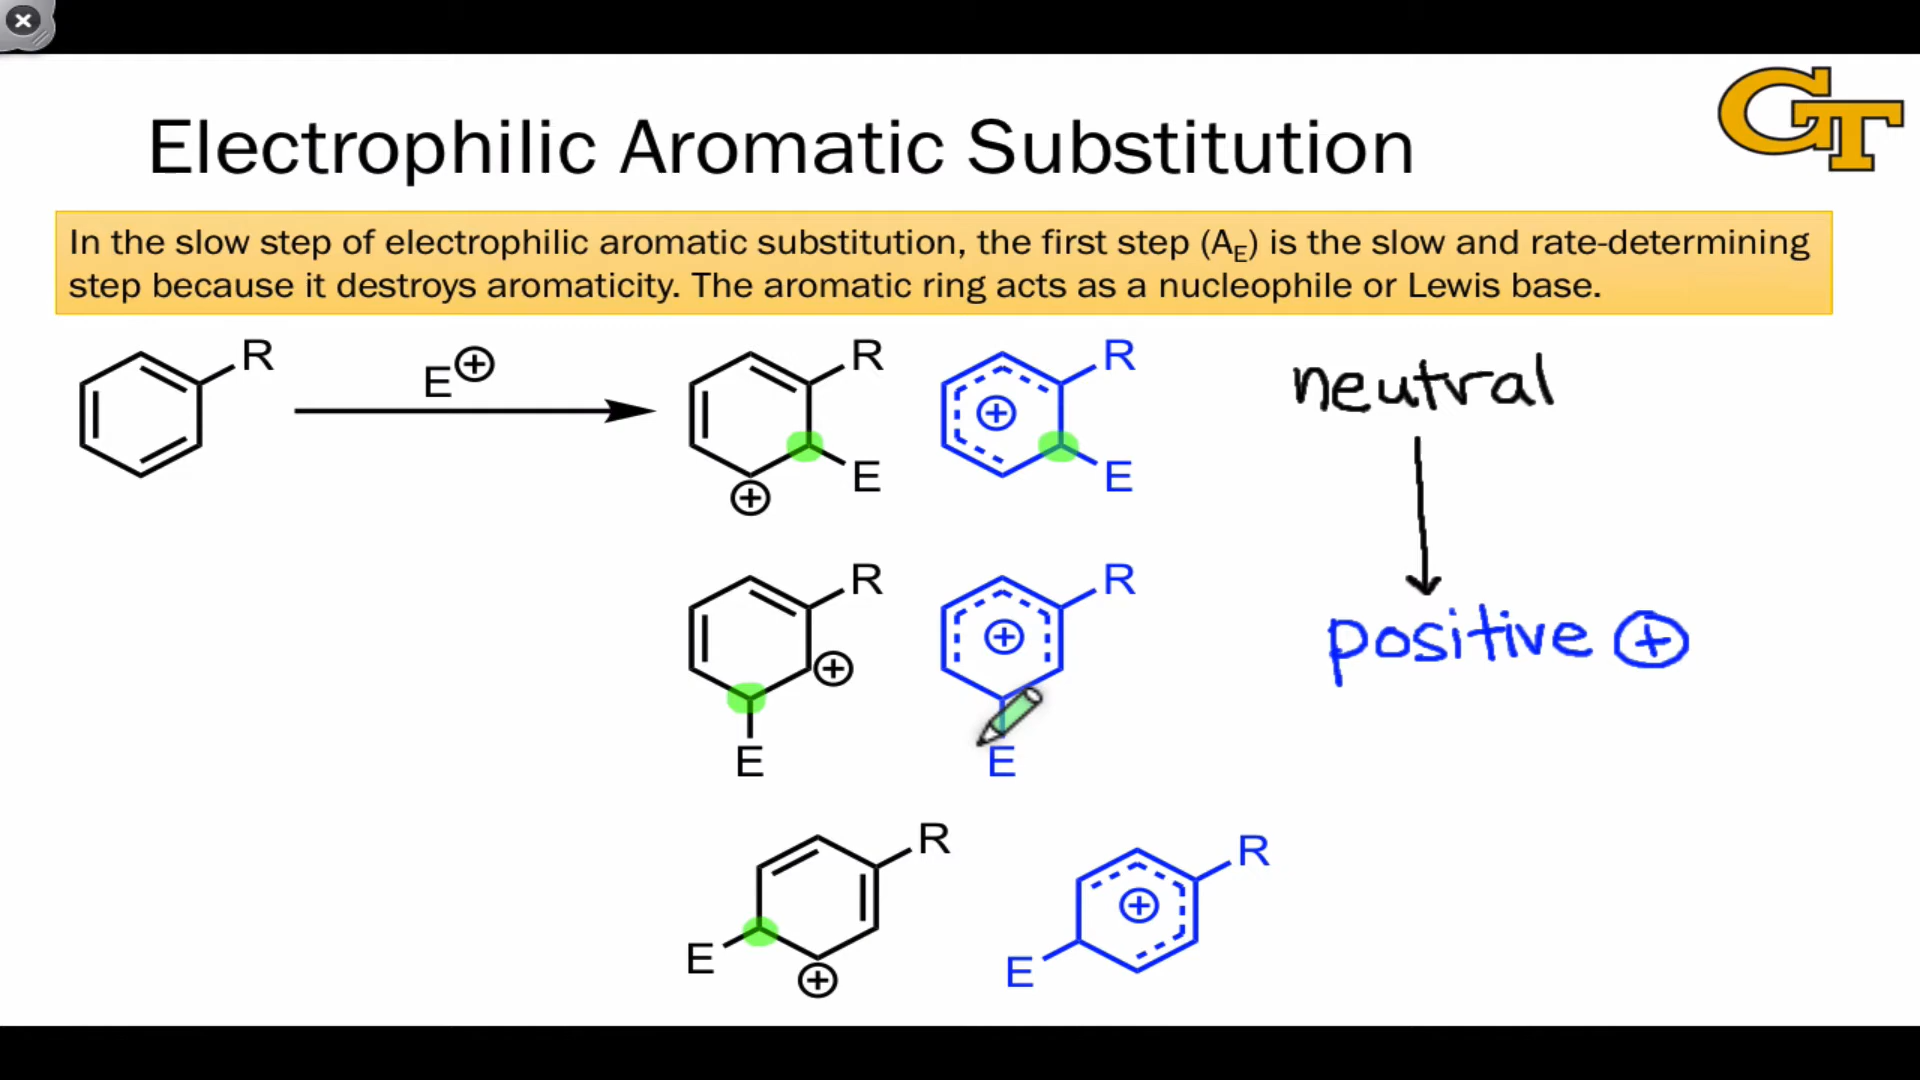 GT
Electrophilic Aromatic Substitution
In the slow step of electrophilic aromatic substitution, the first step (AE) is the slow and rate-determining
step because it destroys aromaticity. The aromatic ring acts as a nucleophile or Lewis base.
R
E⊕
R
R
neutral
⊕
E
E
⊕
R
R
⊕
⊕
positive ⊕
E
E
R
R
⊕
E
E
⊕